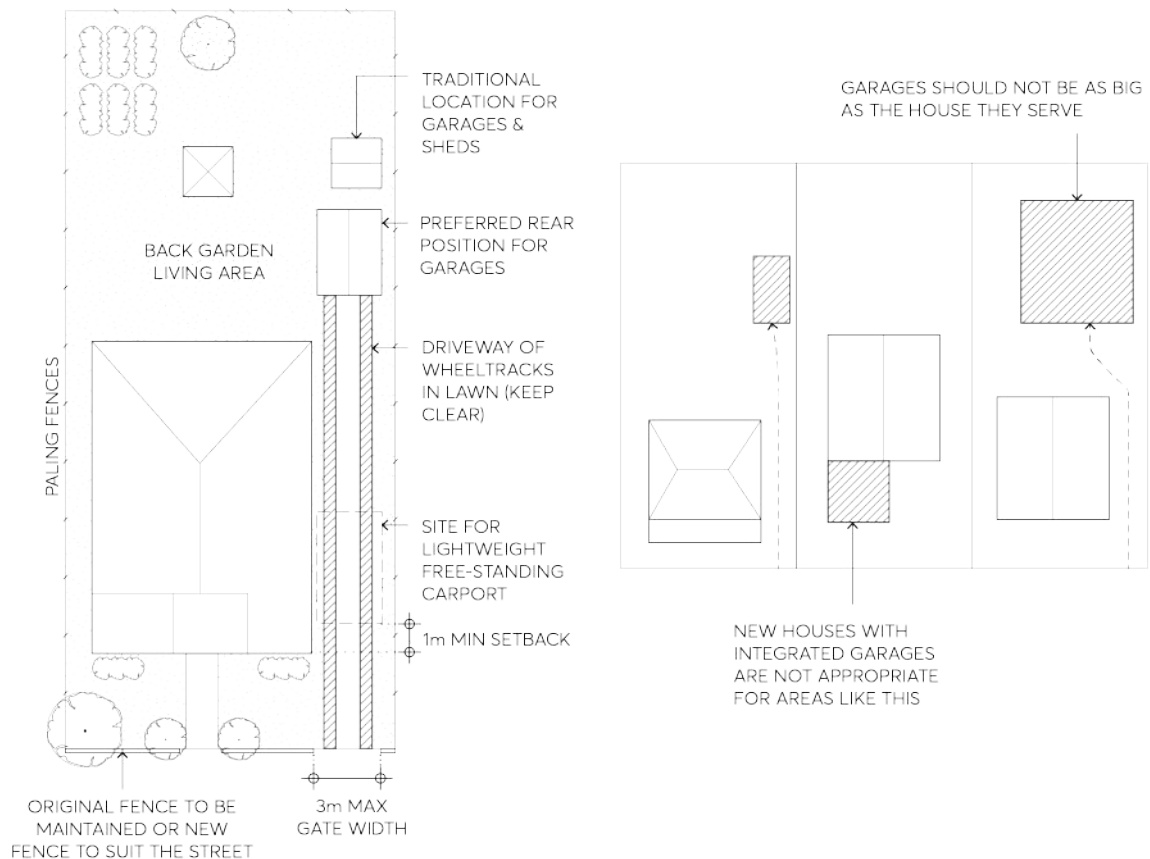 TRADITIONAL
LOCATION FOR
GARAGES &
SHEDS
PREFERRED REAR
POSITION FOR
GARAGES
BACK GARDEN
LIVING AREA
DRIVEWAY OF
WHEELTRACKS
IN LAWN (KEEP
CLEAR)
PALING FENCES
SITE FOR
LIGHTWEIGHT
FREE-STANDING
CARPORT
1m MIN SETBACK
ORIGINAL FENCE TO BE
MAINTAINED OR NEW
FENCE TO SUIT THE STREET
3m MAX
GATE WIDTH
GARAGES SHOULD NOT BE AS BIG
AS THE HOUSE THEY SERVE
NEW HOUSES WITH
INTEGRATED GARAGES
ARE NOT APPROPRIATE
FOR AREAS LIKE THIS